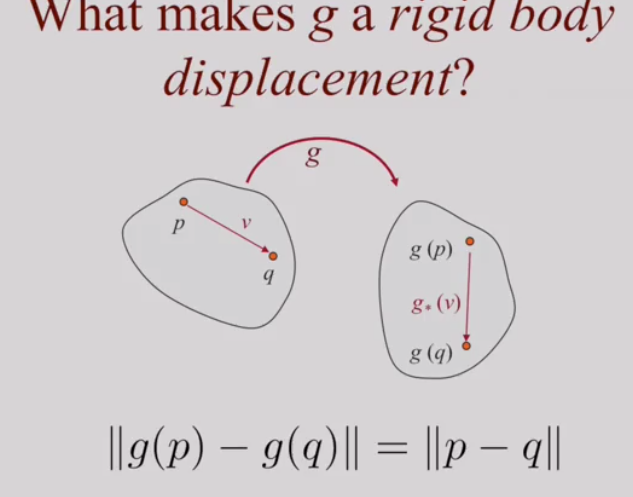 What makes g a rigid body
displacement?
g
p
v
q
g (p)
g* (v)
g (q)
||g(p) − g(q)|| = ||p − q||